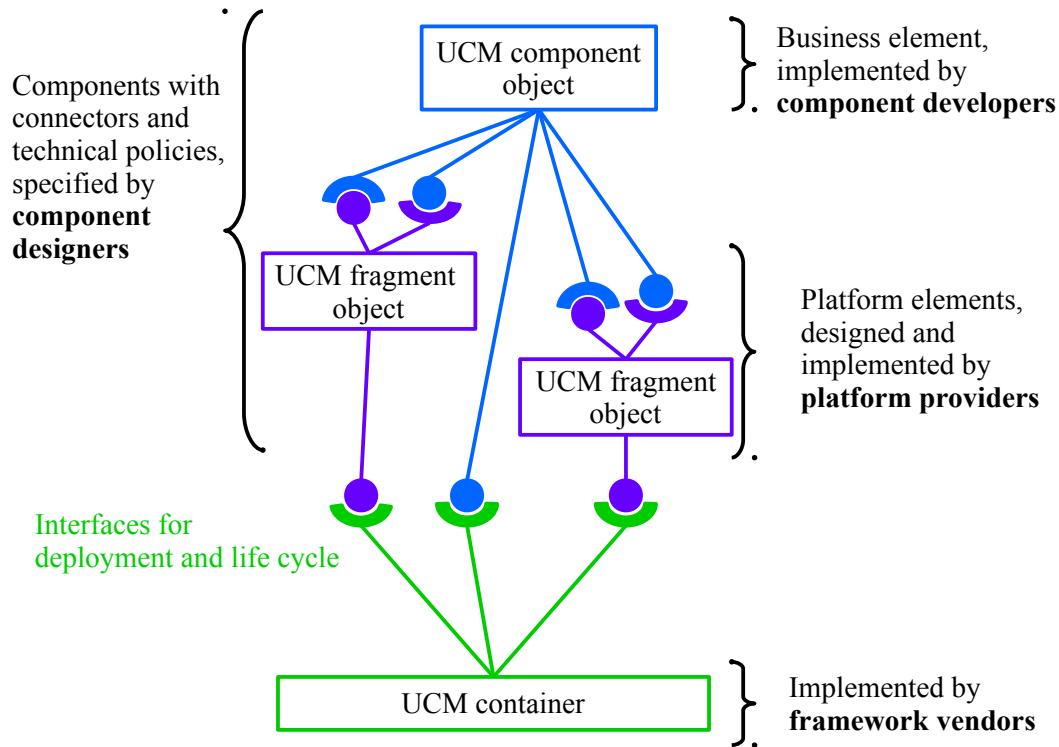 Components with
connectors and
technical policies,
specified by
component
designers
UCM component
object
Business element,
implemented by
component developers
UCM fragment
object
UCM fragment
object
Platform elements,
designed and
implemented by
platform providers
Interfaces for
deployment and life cycle
UCM container
Implemented by
framework vendors